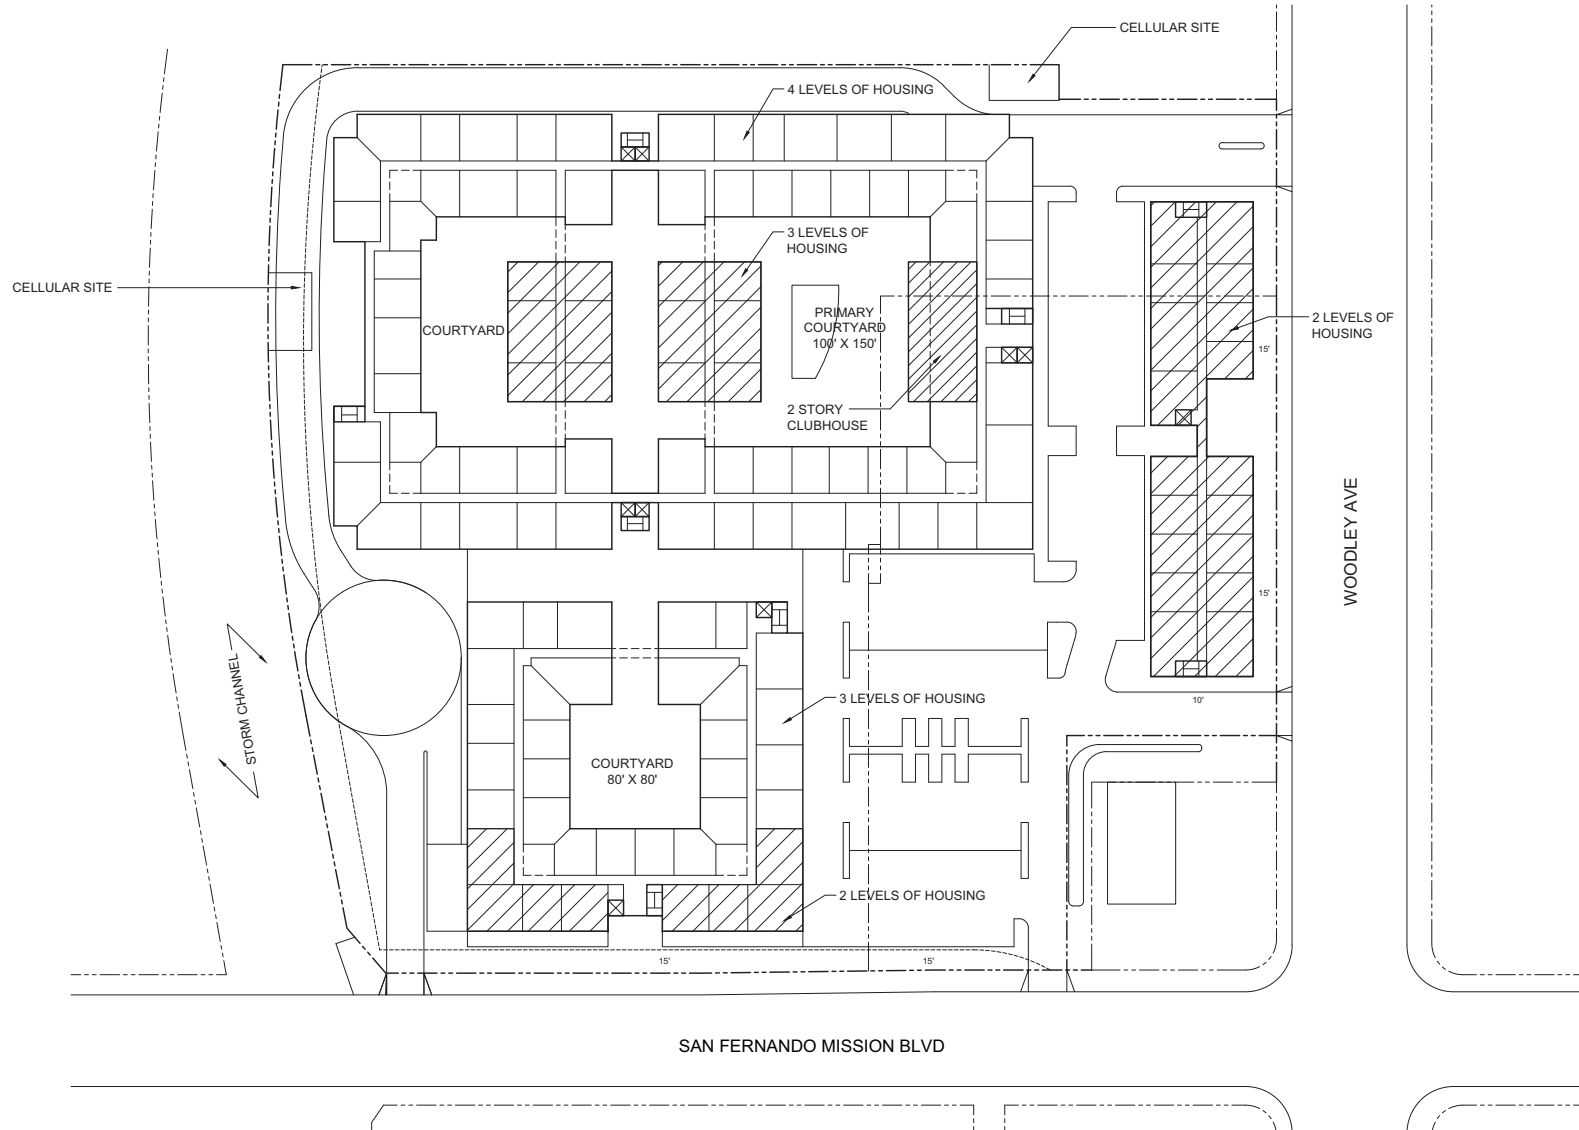 CELLULAR SITE
4 LEVELS OF HOUSING
3 LEVELS OF
HOUSING
CELLULAR SITE
PRIMARY
COURTYARD
100' X 150'
COURTYARD
2 LEVELS OF
HOUSING
15'
2 STORY
CLUBHOUSE
WOODLEY AVE
15'
STORM CHANNEL
3 LEVELS OF HOUSING
10'
COURTYARD
80' X 80'
2 LEVELS OF HOUSING
15'
15'
SAN FERNANDO MISSION BLVD